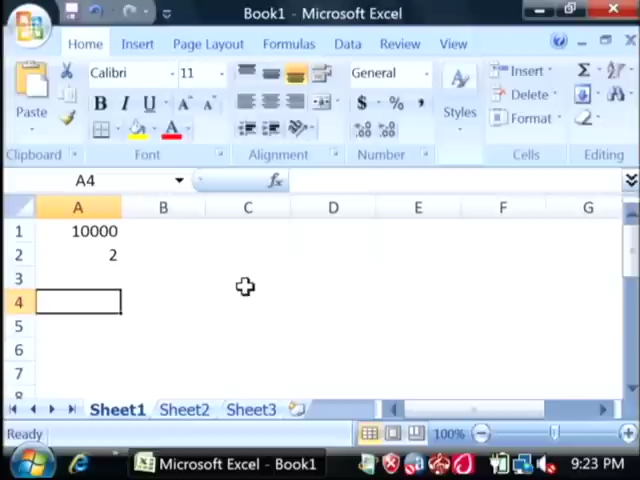 Book1 - Microsoft Excel
Home Insert Page Layout Formulas Data Review View
Paste Calibri 11 General Styles Insert
B I U A A $ % , Delete
A Format
Clipboard Font Alignment Number Cells Editing
A4 fx
A B C D E F G
1 10000
2 2
3
4
5
6
7
8
Sheet1 Sheet2 Sheet3
Ready 100%
Microsoft Excel - Book1 9:23 PM